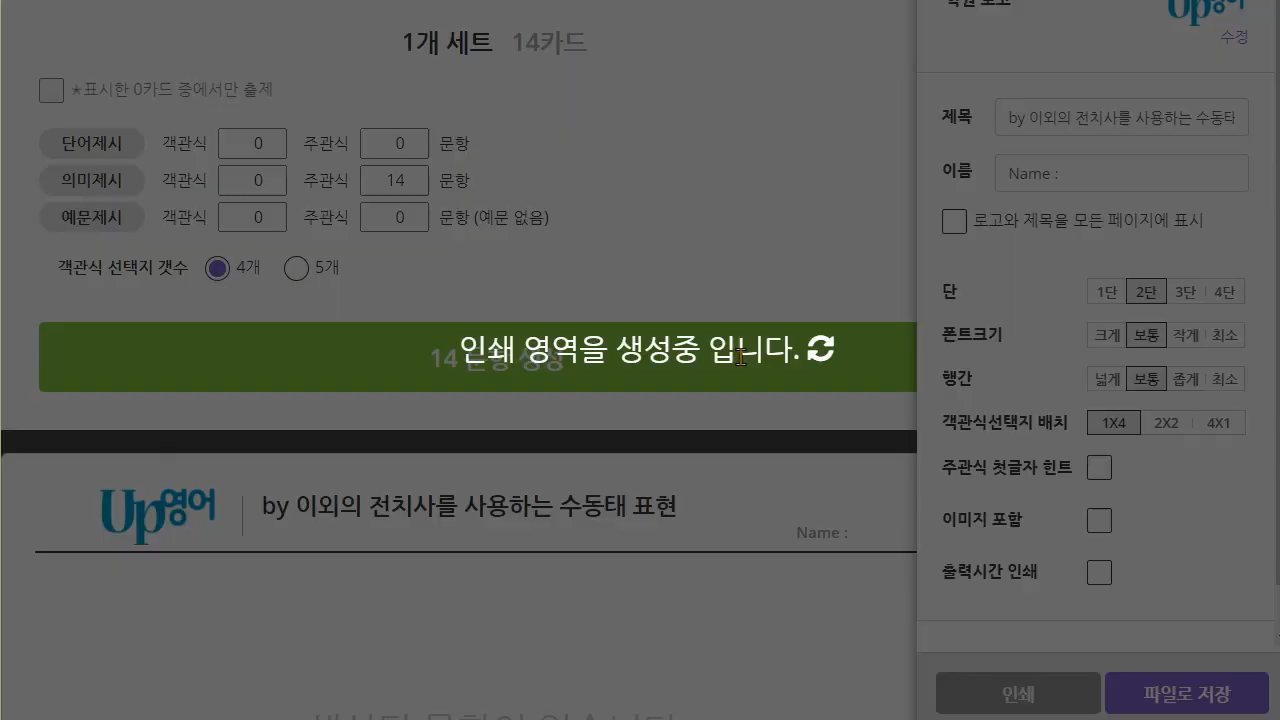 1개 세트 14카드
★표시한 0카드 중에서만 출제
단어제시 객관식 0 주관식 0 문항
의미제시 객관식 0 주관식 14 문항
예문제시 객관식 0 주관식 0 문항 (예문 없음)
객관식 선택지 갯수 4개 5개
14 문항 생성
인쇄 영역을 생성중 입니다.
Up영어
by 이외의 전치사를 사용하는 수동태 표현
Name :
학원 로고
Up영어
수정
제목 by 이외의 전치사를 사용하는 수동태
이름 Name :
로고와 제목을 모든 페이지에 표시
단 1단 2단 3단 4단
폰트크기 크게 보통 작게 최소
행간 넓게 보통 좁게 최소
객관식선택지 배치 1X4 2X2 4X1
주관식 첫글자 힌트
이미지 포함
출력시간 인쇄
인쇄 파일로 저장